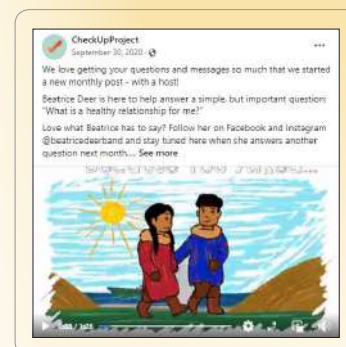 CheckUpProject
September 30, 2020 ·
We love getting your questions and messages so much that we started
a new monthly post - with a host!
Beatrice Deer is here to help answer a simple, but important question:
"What is a healthy relationship for me?"
Love what Beatrice has to say? Follow her on Facebook and Instagram
@beatricedeerband and stay tuned here when she answers another
question next month.... See more